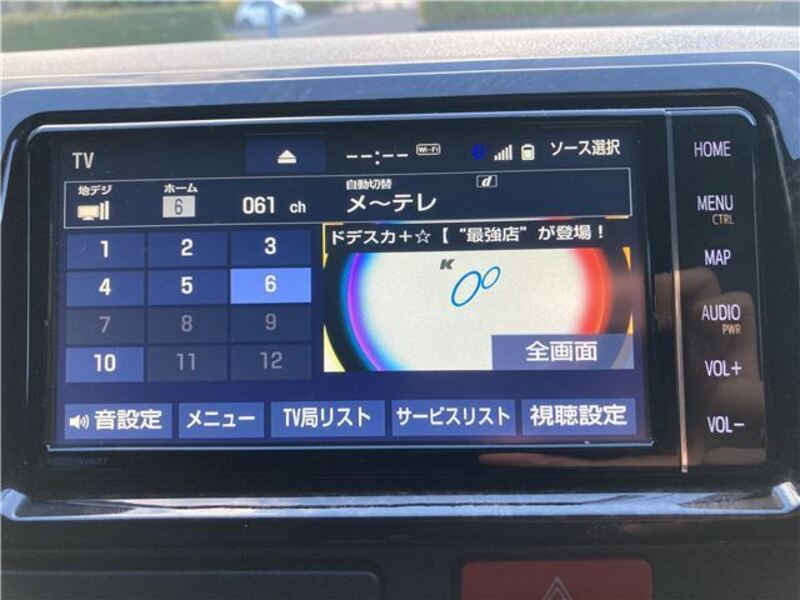 TV
--:--
Wi-Fi
ソース選択
地デジ
ホーム
6
061 ch
自動切替
メ〜テレ
d
1 2 3
4 5 6
7 8 9
10 11 12
ドデスカ+☆【“最強店”が登場！
K
全画面
音設定
メニュー
TV局リスト
サービスリスト
視聴設定
HOME
MENU
CTRL
MAP
AUDIO
PWR
VOL+
VOL−